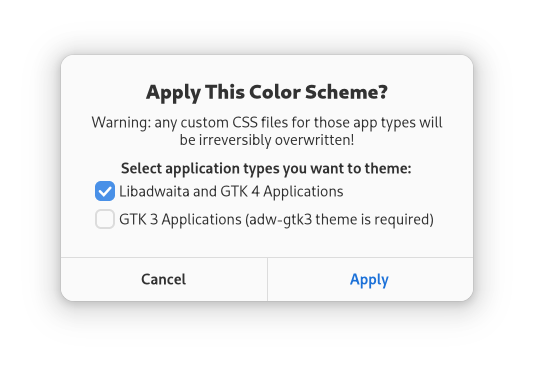 Apply This Color Scheme?
Warning: any custom CSS files for those app types will
be irreversibly overwritten!
Select application types you want to theme:
Libadwaita and GTK 4 Applications
GTK 3 Applications (adw-gtk3 theme is required)
Cancel
Apply